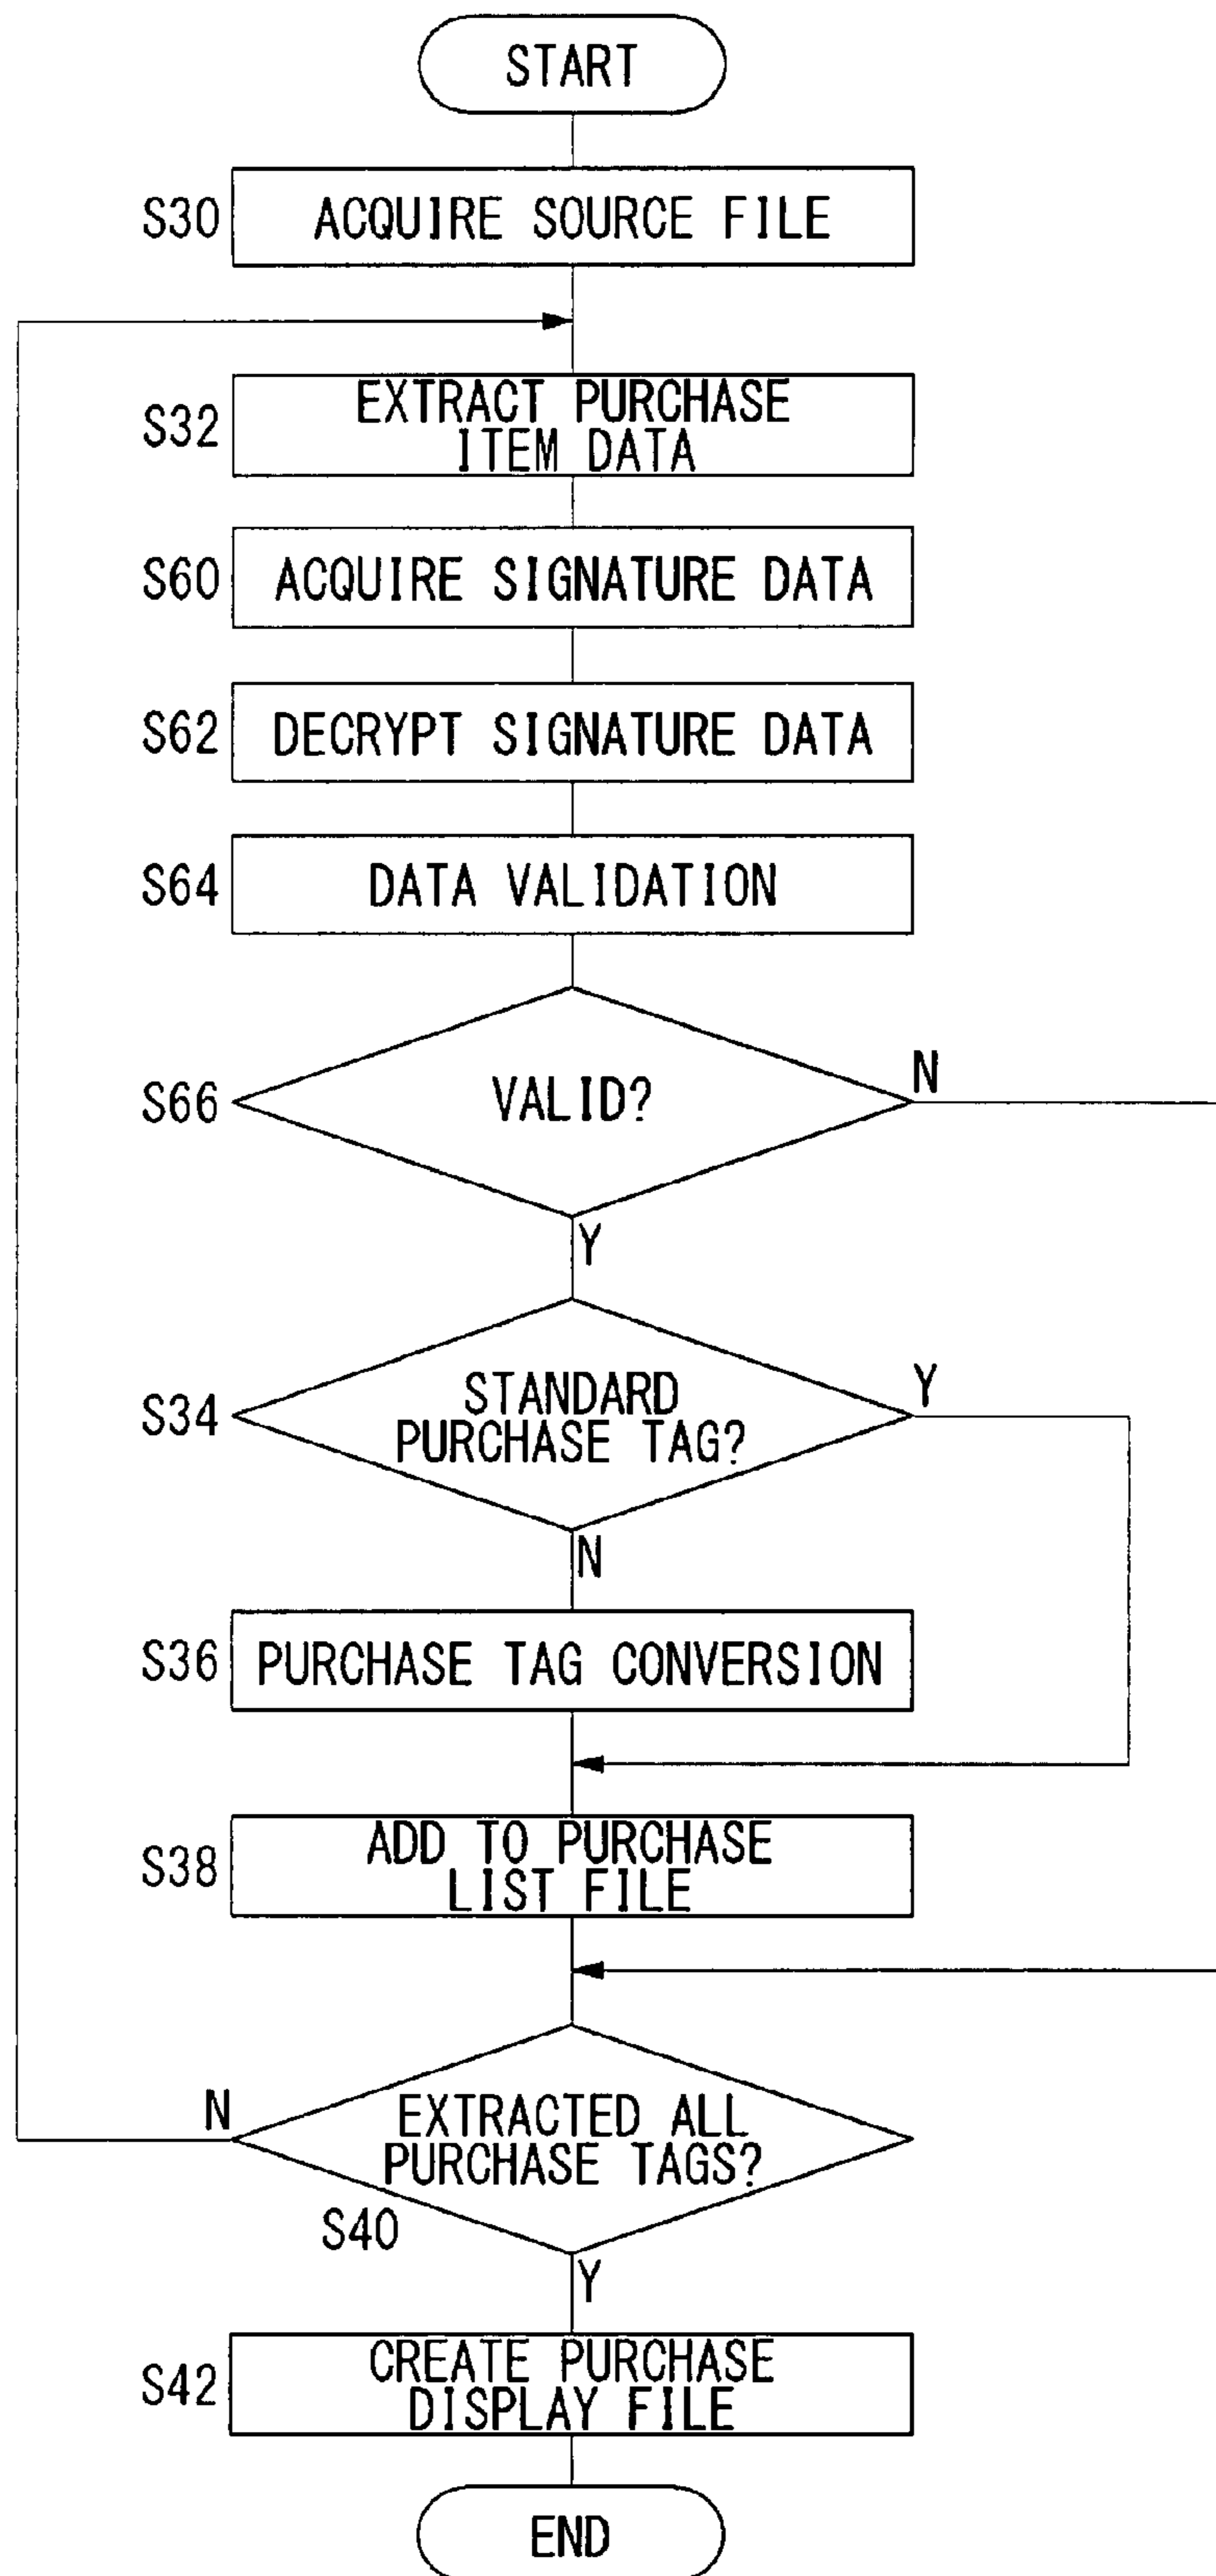 START
S30
ACQUIRE SOURCE FILE
S32
EXTRACT PURCHASE
ITEM DATA
S60
ACQUIRE SIGNATURE DATA
S62
DECRYPT SIGNATURE DATA
S64
DATA VALIDATION
S66
VALID?
N
Y
S34
STANDARD
PURCHASE TAG?
Y
N
S36
PURCHASE TAG CONVERSION
S38
ADD TO PURCHASE
LIST FILE
N
EXTRACTED ALL
PURCHASE TAGS?
S40
Y
S42
CREATE PURCHASE
DISPLAY FILE
END